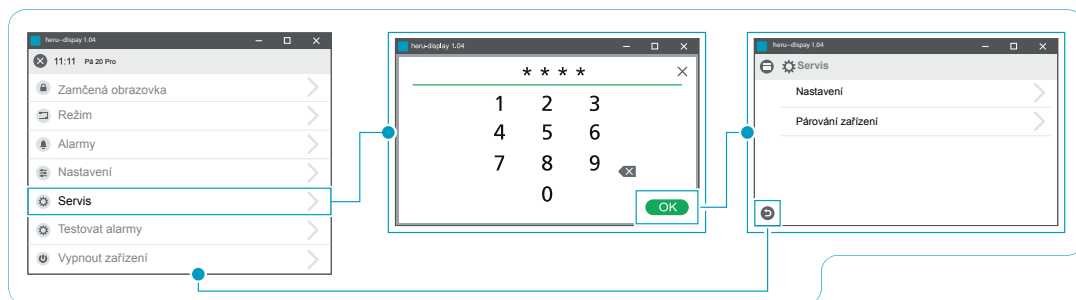 heru-dispay 1.04
11:11 Pá 20 Pro
Zamčená obrazovka
Režim
Alarmy
Nastavení
Servis
Testovat alarmy
Vypnout zařízení
heru-display 1.04
* * * *
1 2 3
4 5 6
7 8 9
0
OK
heru-dispay 1.04
Servis
Nastavení
Párování zařízení